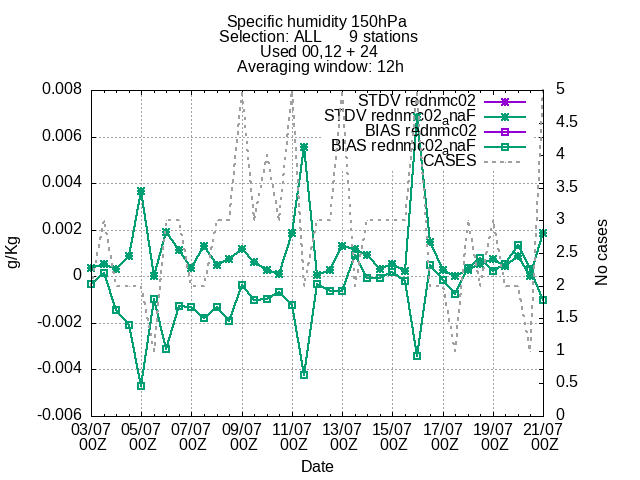 Specific humidity 150hPa
Selection: ALL 9 stations
Used 00,12 + 24
Averaging window: 12h
STDV rednmc02
STDV rednmc02anaF
BIAS rednmc02
BIAS rednmc02anaF
CASES
0.008
0.006
0.004
0.002
0
-0.002
-0.004
-0.006
g/Kg
5
4.5
4
3.5
3
2.5
2
1.5
1
0.5
0
No cases
03/07 05/07 07/07 09/07 11/07 13/07 15/07 17/07 19/07 21/07
00Z 00Z 00Z 00Z 00Z 00Z 00Z 00Z 00Z 00Z
Date